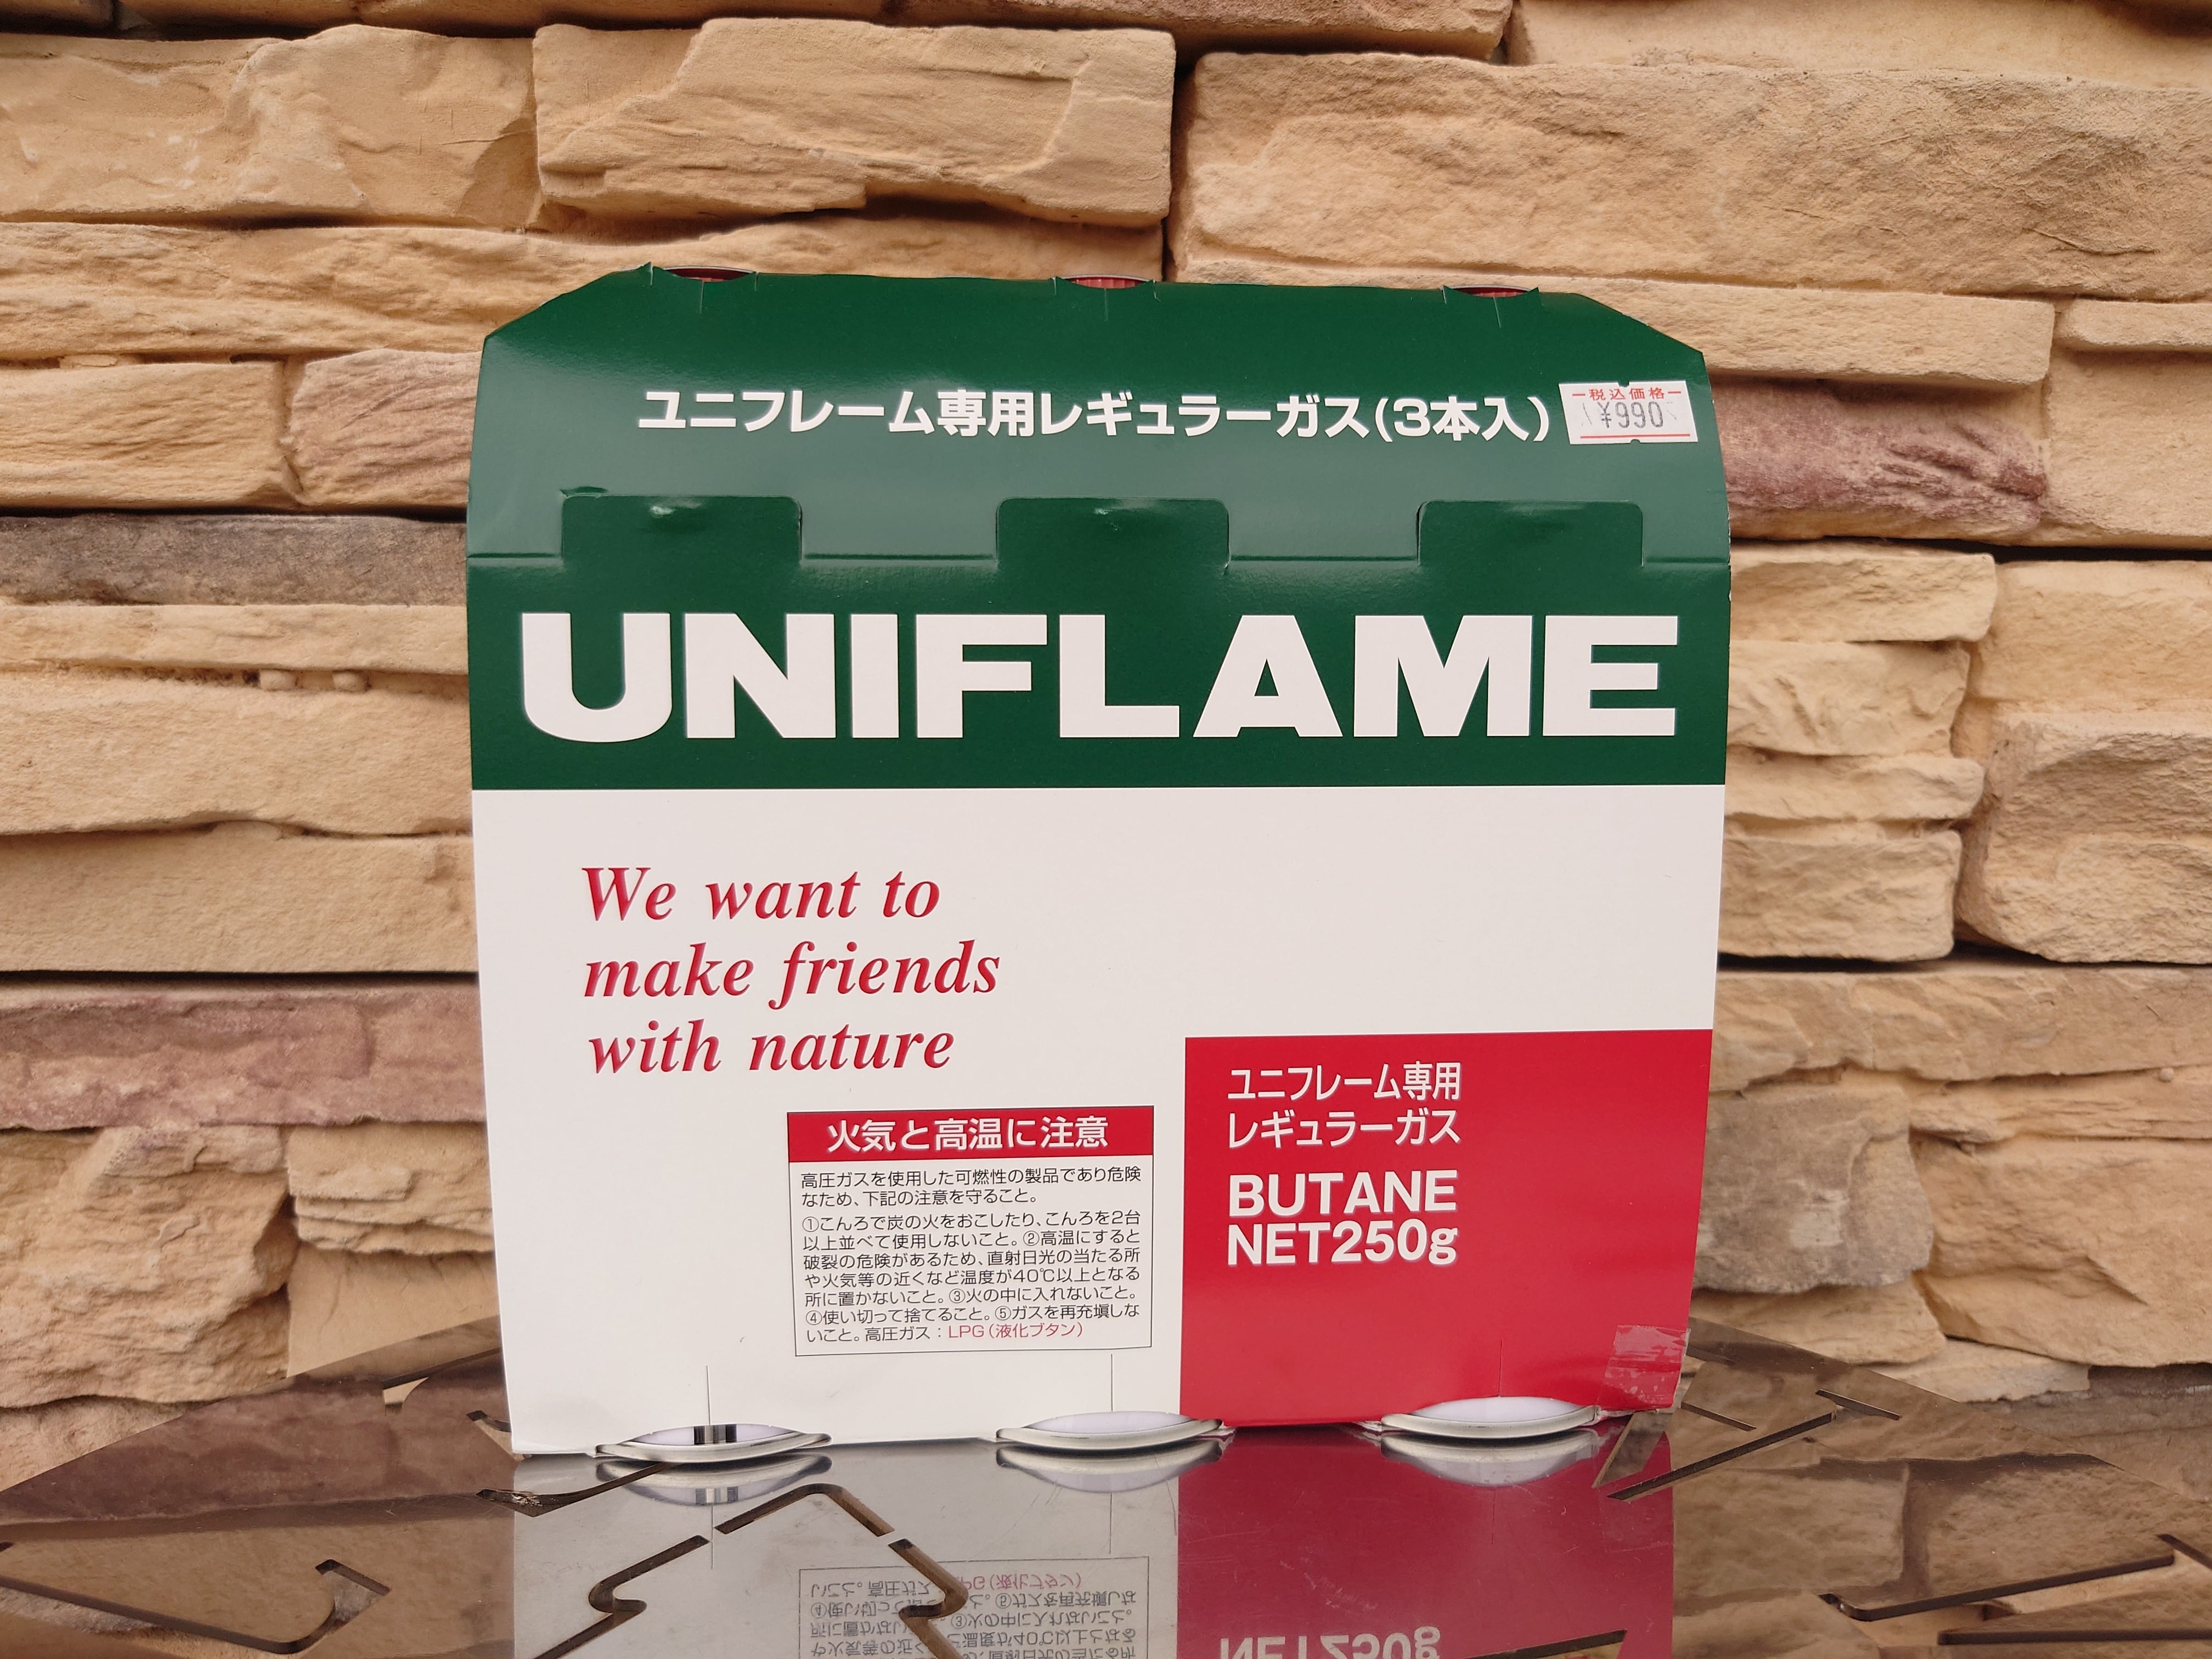 ユニフレーム専用レギュラーガス(3本入)
税込価格
¥990
UNIFLAME
We want to
make friends
with nature
火気と高温に注意
高圧ガスを使用した可燃性の製品であり危険
なため、下記の注意を守ること。
①こんろで炭の火をおこしたり、こんろを2台
以上並べて使用しないこと。②高温にすると
破裂の危険があるため、直射日光の当たる所
や火気等の近くなど温度が40℃以上となる
所に置かないこと。③火の中に入れないこと。
④使い切って捨てること。⑤ガスを再充塡しな
いこと。高圧ガス：LPG(液化ブタン)
ユニフレーム専用
レギュラーガス
BUTANE
NET250g